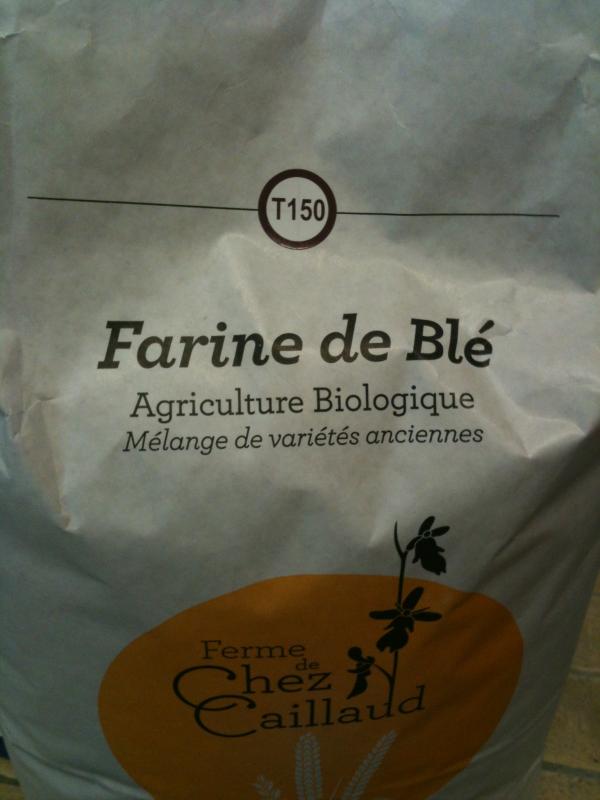 T150
Farine de Blé
Agriculture Biologique
Mélange de variétés anciennes
Ferme
de
Chez
Caillaud